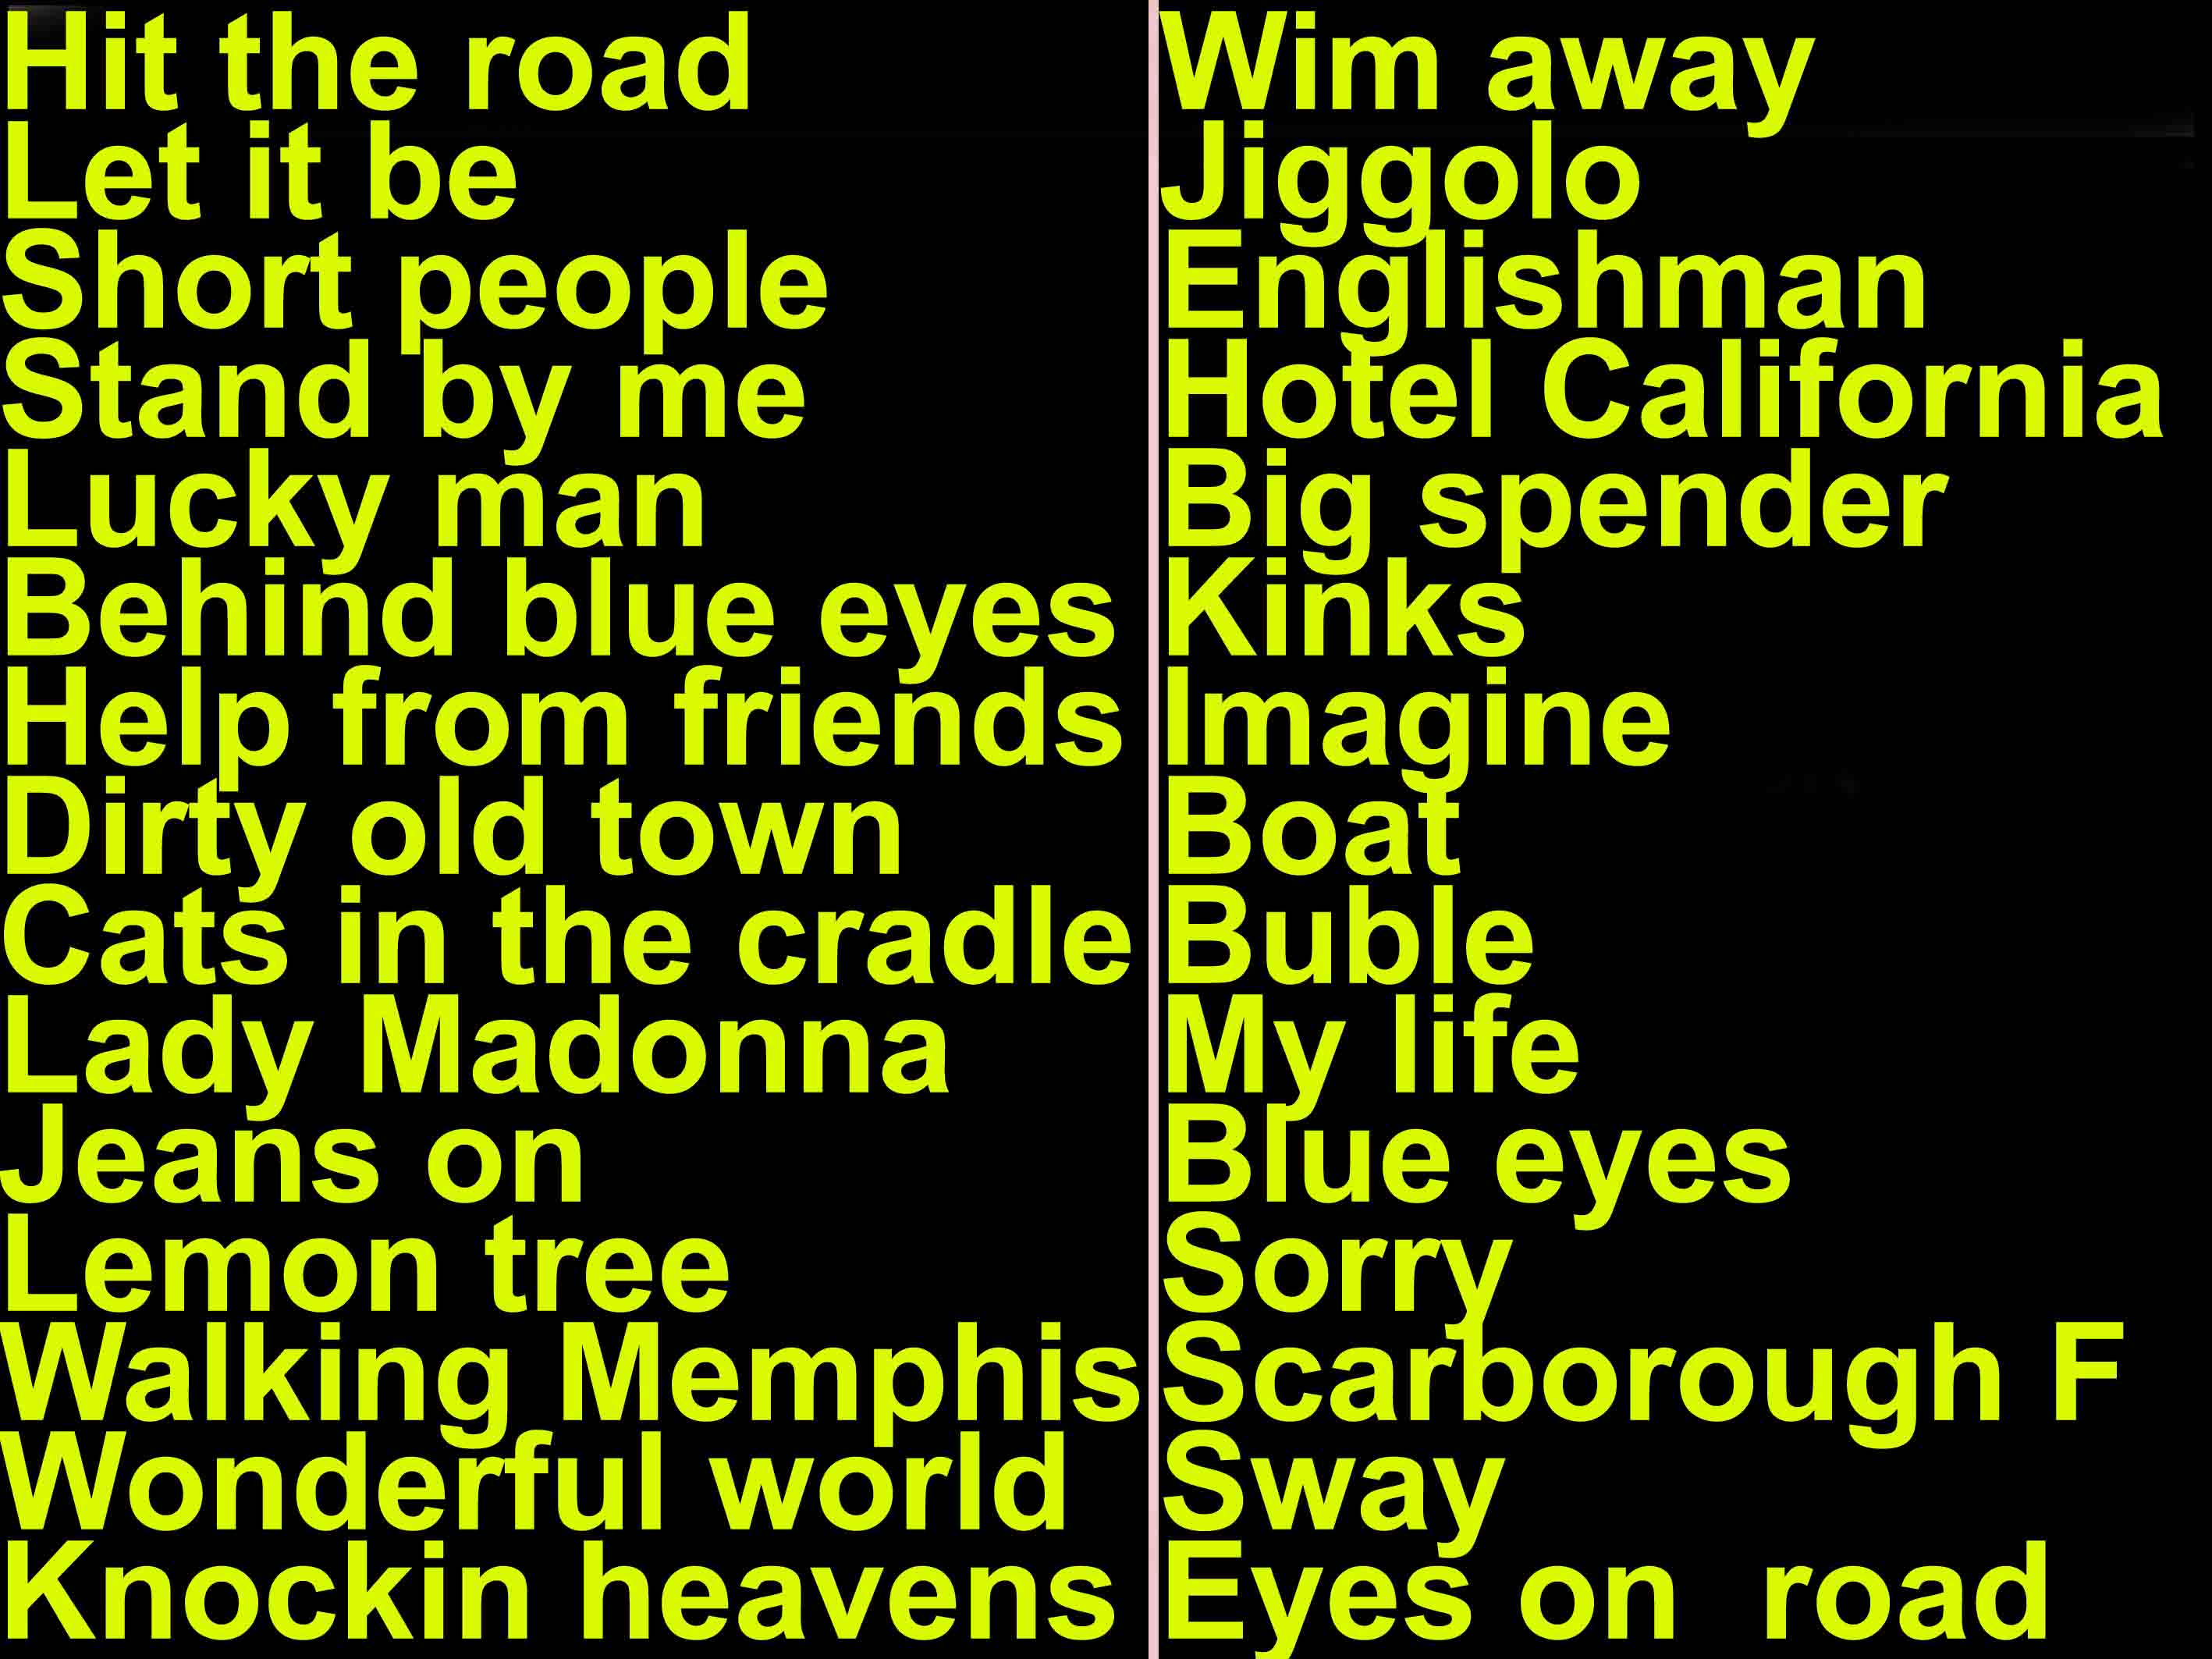 Hit the road
Let it be
Short people
Stand by me
Lucky man
Behind blue eyes
Help from friends
Dirty old town
Cats in the cradle
Lady Madonna
Jeans on
Lemon tree
Walking Memphis
Wonderful world
Knockin heavens
Wim away
Jiggolo
Englishman
Hotel California
Big spender
Kinks
Imagine
Boat
Buble
My life
Blue eyes
Sorry
Scarborough F
Sway
Eyes on road